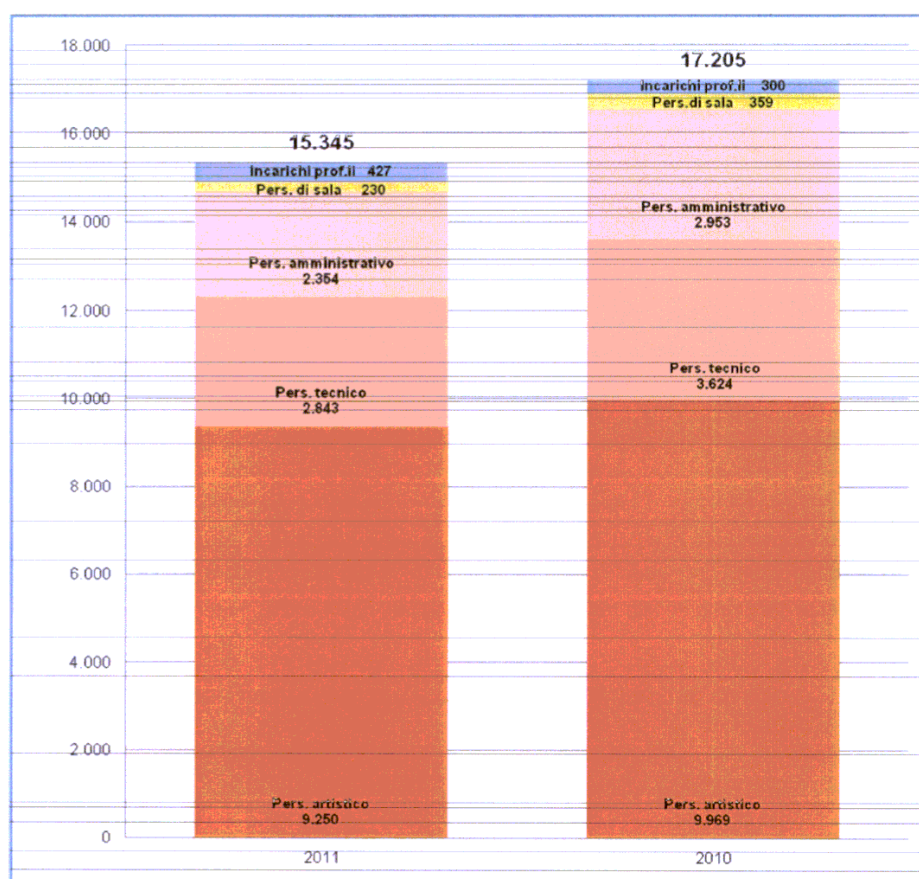 18.000
16.000
14.000
12.000
10.000
8.000
6.000
4.000
2.000
0
15.345
Incarichi prof.li 427
Pers. di sala 230
Pers. amministrativo
2.354
Pers. tecnico
2.843
Pers. artistico
9.250
2011
17.205
Incarichi prof.li 300
Pers.di sala 359
Pers. amministrativo
2.953
Pers. tecnico
3.624
Pers. artistico
9.969
2010